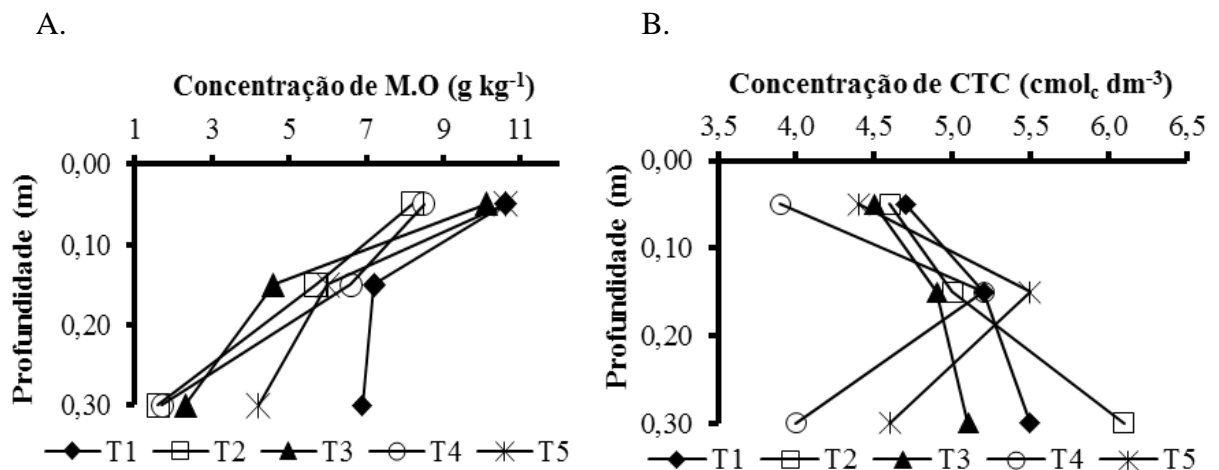 A.
Concentração de M.O (g kg⁻¹)
1 3 5 7 9 11
0,00
0,10
0,20
0,30
Profundidade (m)
T1 T2 T3 T4 T5
B.
Concentração de CTC (cmolc dm⁻³)
3,5 4,0 4,5 5,0 5,5 6,0 6,5
0,00
0,10
0,20
0,30
Profundidade (m)
T1 T2 T3 T4 T5